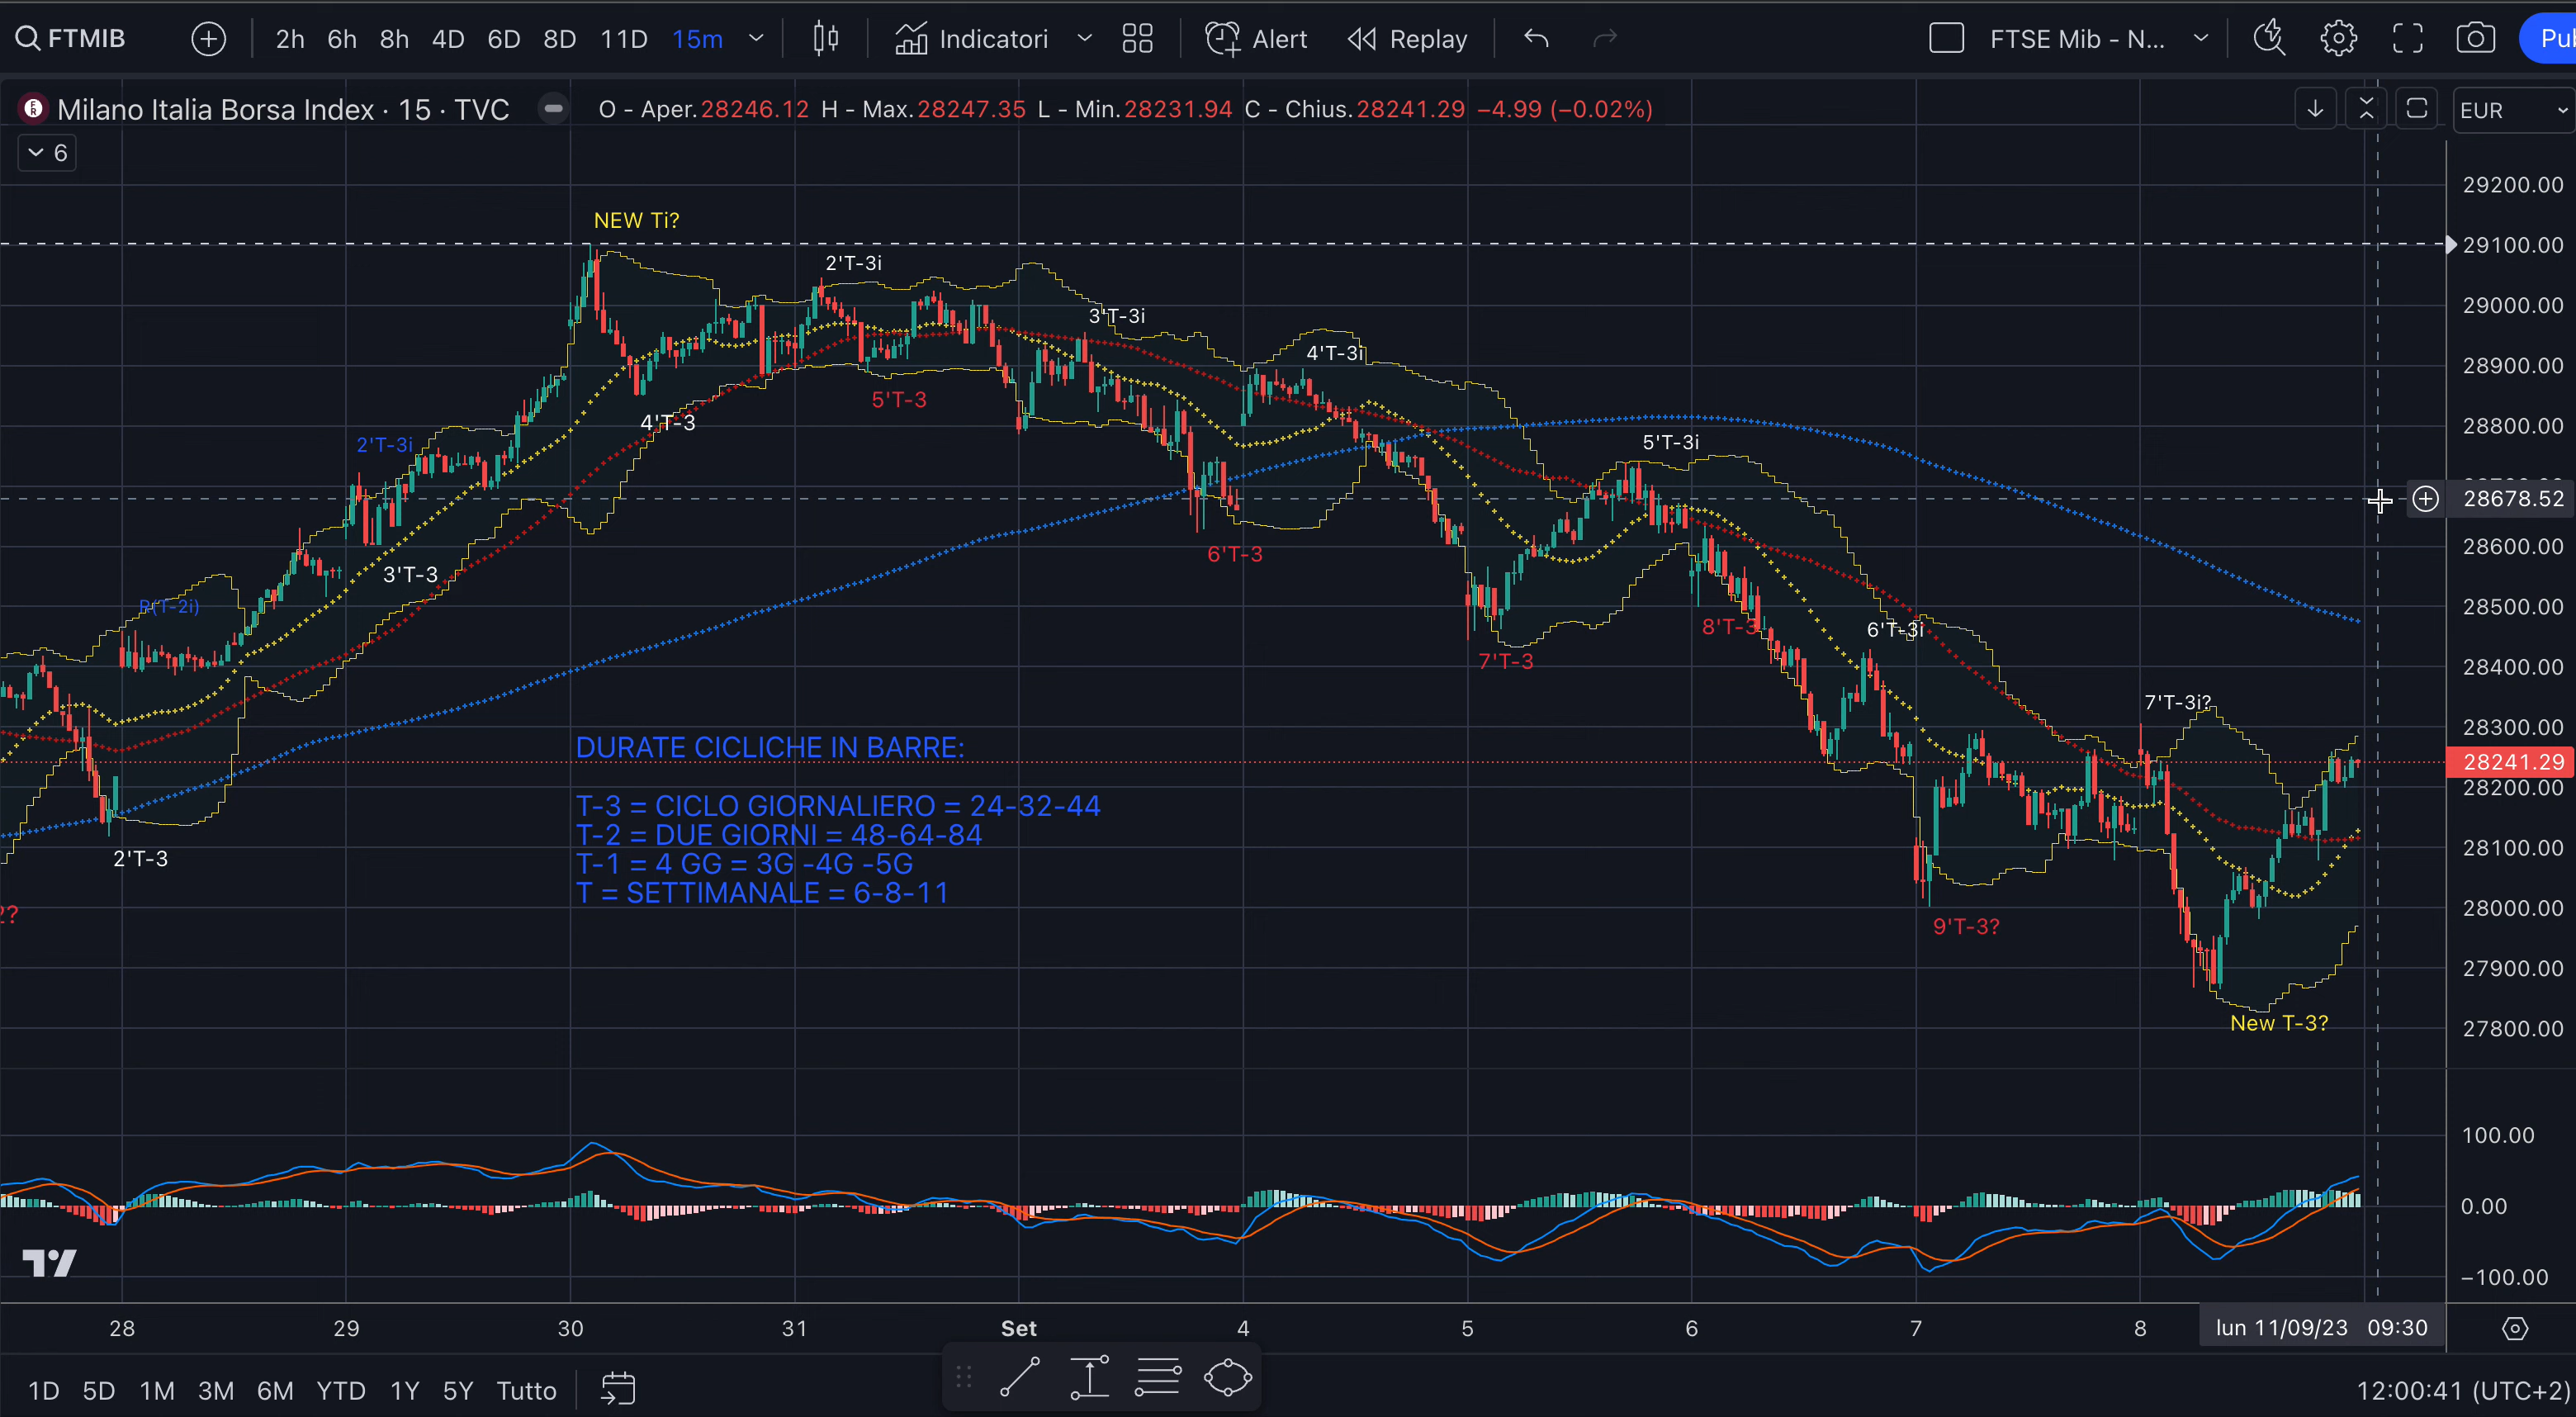 FTMIB 2h 6h 8h 4D 6D 8D 11D 15m Indicatori Alert Replay FTSE Mib - N...
Milano Italia Borsa Index · 15 · TVC O - Aper.28246.12 H - Max.28247.35 L - Min.28231.94 C - Chius.28241.29 −4.99 (−0.02%) EUR
6
29200.00
NEW Ti?
29100.00
2'T-3i
29000.00
3'T-3i
4'T-3i
28900.00
5'T-3
4'T-3
28800.00
2'T-3i
5'T-3i
28678.52
6'T-3
28600.00
3'T-3
R(T-2i)
28500.00
8'T-3
6'T-3i
7'T-3
28400.00
7'T-3i?
28300.00
DURATE CICLICHE IN BARRE:
28241.29
28200.00
T-3 = CICLO GIORNALIERO = 24-32-44
T-2 = DUE GIORNI = 48-64-84
T-1 = 4 GG = 3G -4G -5G
T = SETTIMANALE = 6-8-11
28100.00
2'T-3
28000.00
??
9'T-3?
27900.00
New T-3?
27800.00
100.00
0.00
−100.00
28 29 30 31 Set 4 5 6 7 8 lun 11/09/23 09:30
1D 5D 1M 3M 6M YTD 1Y 5Y Tutto
12:00:41 (UTC+2)